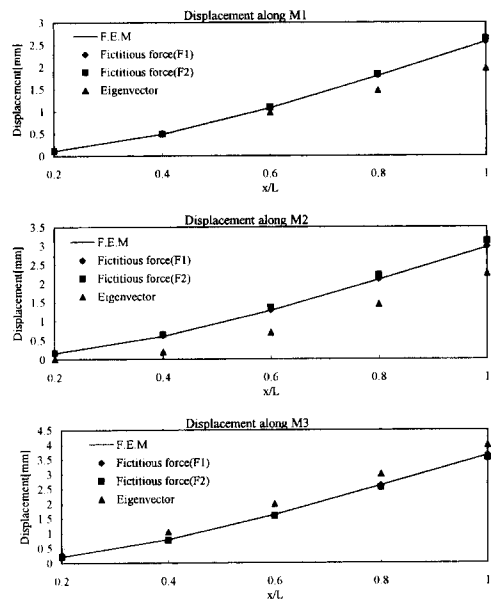 Displacement along M1
3
2.5
2
1.5
1
0.5
0
Displacement[mm]
F.E.M
Fictitious force(F1)
Fictitious force(F2)
Eigenvector
0.2 0.4 0.6 0.8 1
x/L
Displacement along M2
3.5
3
2.5
2
1.5
1
0.5
0
Displacement[mm]
F.E.M
Fictitious force(F1)
Fictitious force(F2)
Eigenvector
0.2 0.4 0.6 0.8 1
x/L
Displacement along M3
4.5
4
3.5
3
2.5
2
1.5
1
0.5
0
Displacement[mm]
F.E.M
Fictitious force(F1)
Fictitious force(F2)
Eigenvector
0.2 0.4 0.6 0.8 1
x/L